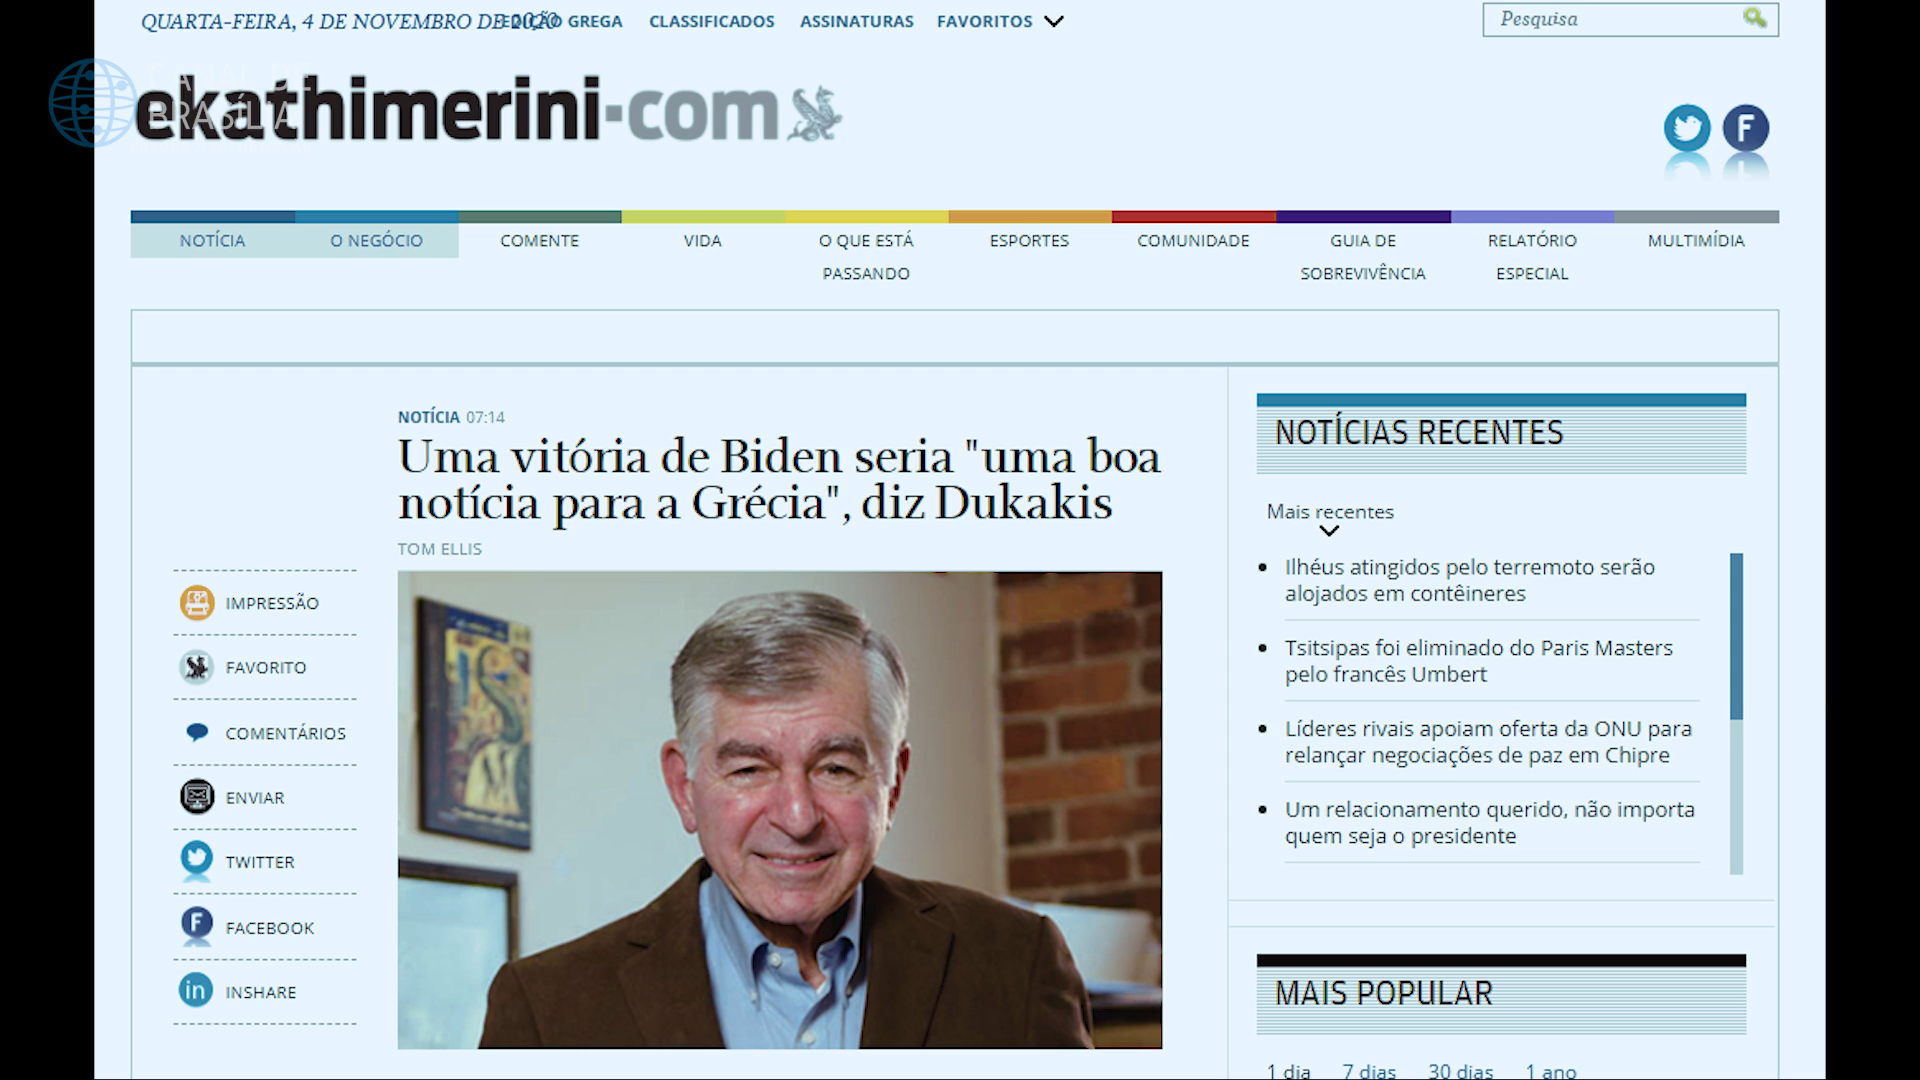 QUARTA-FEIRA, 4 DE NOVEMBRO DE 2020
EDIÇÃO GREGA
CLASSIFICADOS
ASSINATURAS
FAVORITOS
Pesquisa
CANAL DE
BRASÍLIA
ekathimerini-com
NOTÍCIA
O NEGÓCIO
COMENTE
VIDA
O QUE ESTÁ
PASSANDO
ESPORTES
COMUNIDADE
GUIA DE
SOBREVIVÊNCIA
RELATÓRIO
ESPECIAL
MULTIMÍDIA
NOTÍCIA 07:14
Uma vitória de Biden seria "uma boa
notícia para a Grécia", diz Dukakis
TOM ELLIS
IMPRESSÃO
FAVORITO
COMENTÁRIOS
ENVIAR
TWITTER
FACEBOOK
INSHARE
NOTÍCIAS RECENTES
Mais recentes
Ilhéus atingidos pelo terremoto serão
alojados em contêineres
Tsitsipas foi eliminado do Paris Masters
pelo francês Umbert
Líderes rivais apoiam oferta da ONU para
relançar negociações de paz em Chipre
Um relacionamento querido, não importa
quem seja o presidente
MAIS POPULAR
1 dia
7 dias
30 dias
1 ano